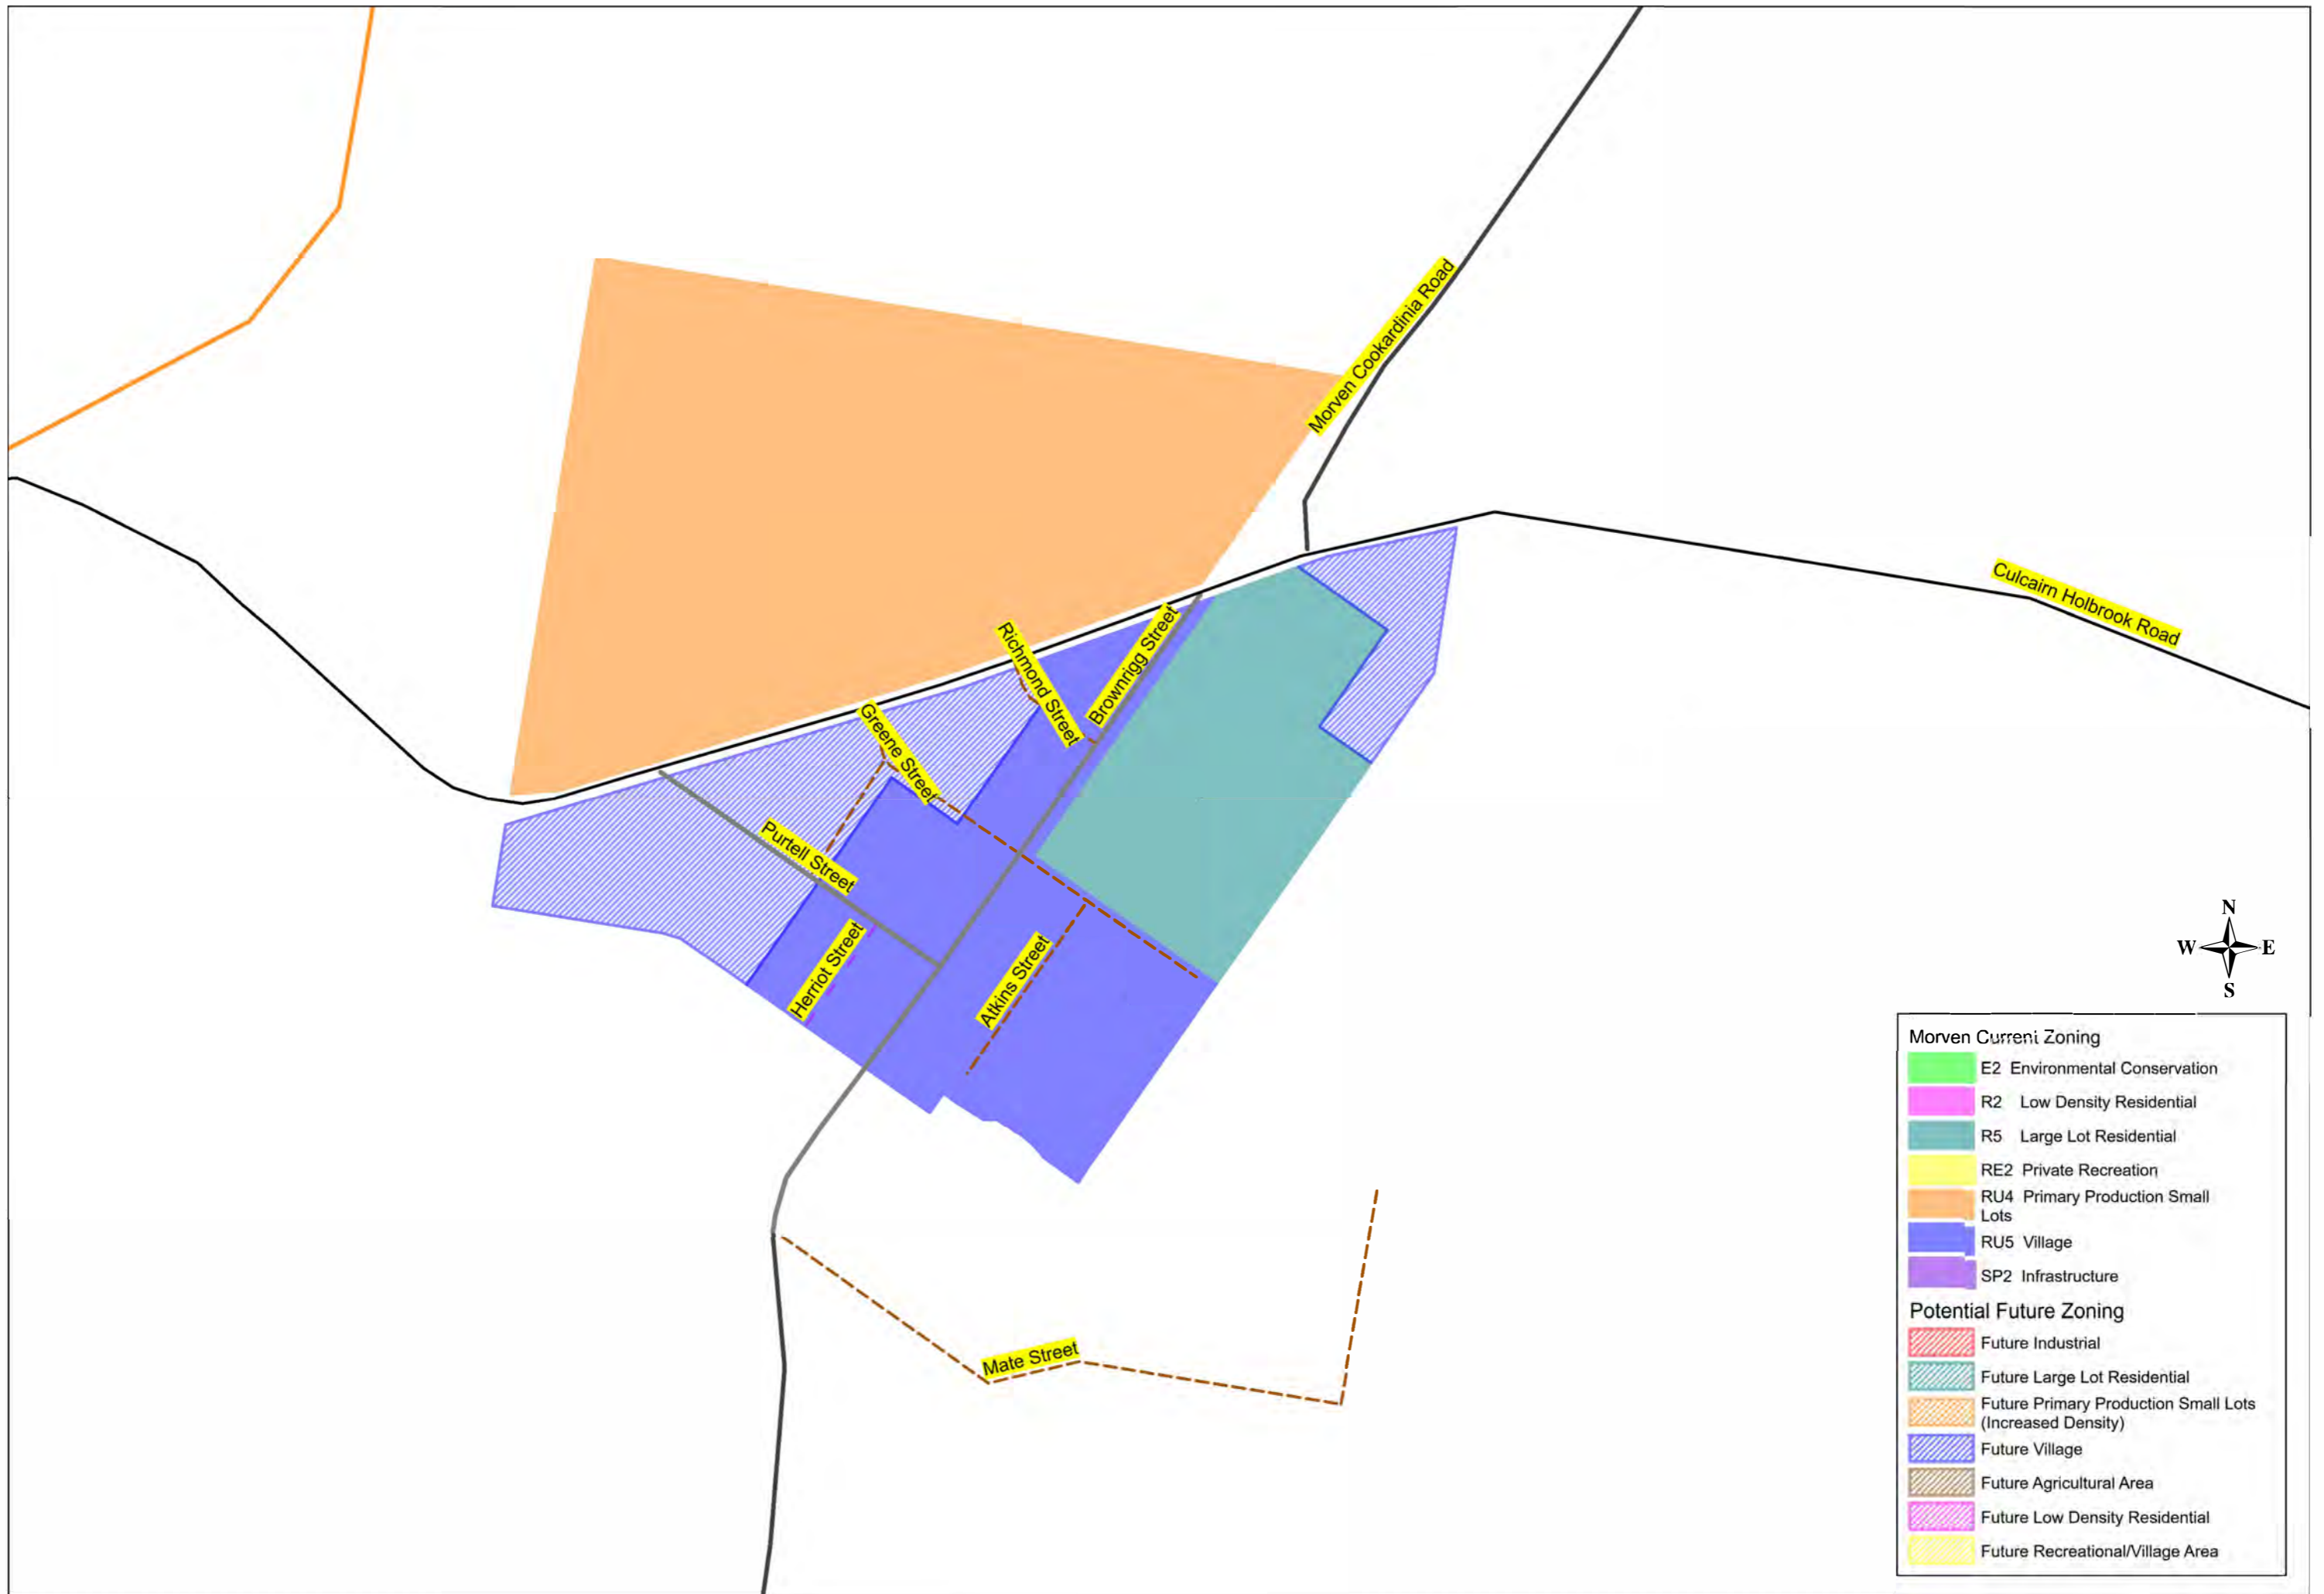 Morven Cookardinia Road
Culcairn Holbrook Road
Richmond Street
Brownrigg Street
Greene Street
Purtell Street
Herriot Street
Atkins Street
Mate Street
N
W E
S
Morven Current Zoning
E2 Environmental Conservation
R2 Low Density Residential
R5 Large Lot Residential
RE2 Private Recreation
RU4 Primary Production Small
Lots
RU5 Village
SP2 Infrastructure
Potential Future Zoning
Future Industrial
Future Large Lot Residential
Future Primary Production Small Lots
(Increased Density)
Future Village
Future Agricultural Area
Future Low Density Residential
Future Recreational/Village Area